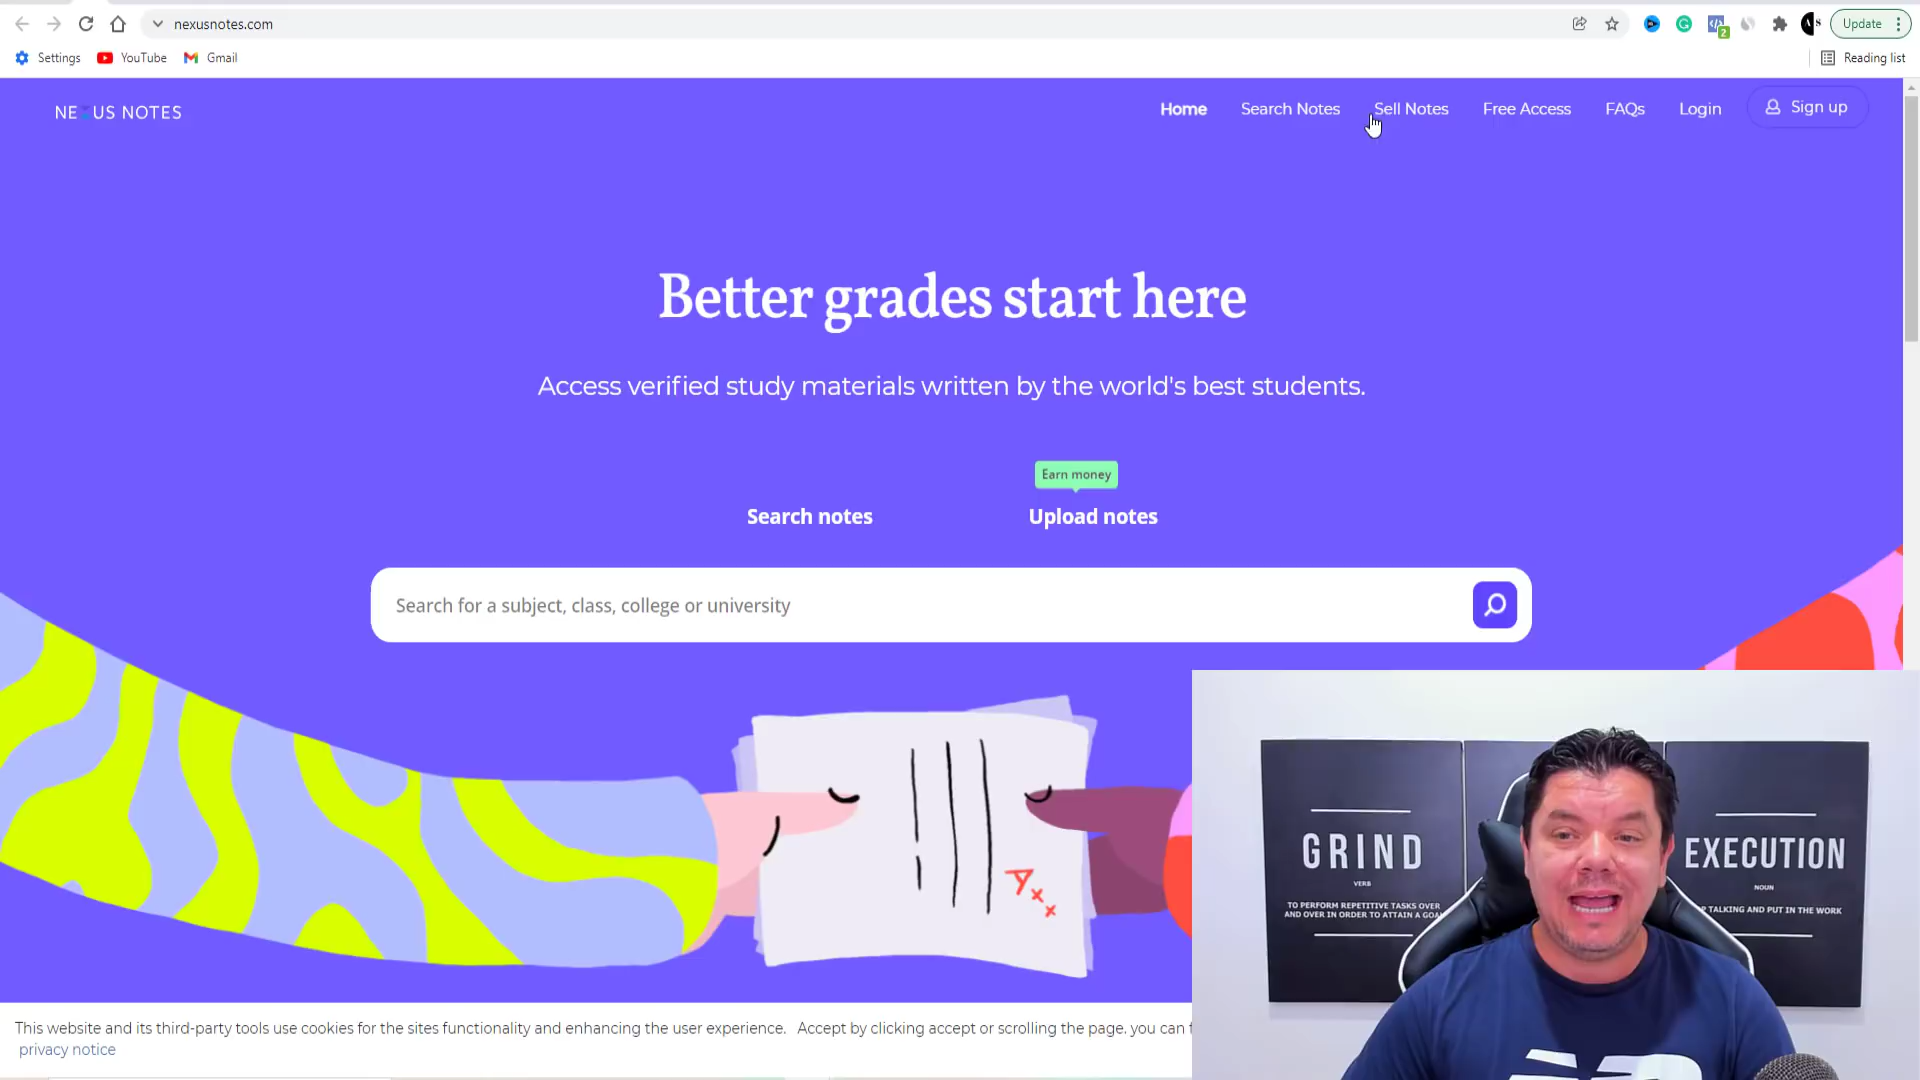 nexusnotes.com
Update
2
Settings YouTube Gmail
Reading list
NEXUS NOTES
Home Search Notes Sell Notes Free Access FAQs Login Sign up
Better grades start here
Access verified study materials written by the world's best students.
Earn money
Search notes Upload notes
Search for a subject, class, college or university
A
GRIND
VERB
TO PERFORM REPETITIVE TASKS OVER
AND OVER IN ORDER TO ATTAIN A GOAL
EXECUTION
NOUN
TALKING AND PUT IN THE WORK
This website and its third-party tools use cookies for the sites functionality and enhancing the user experience. Accept by clicking accept or scrolling the page. you can
privacy notice